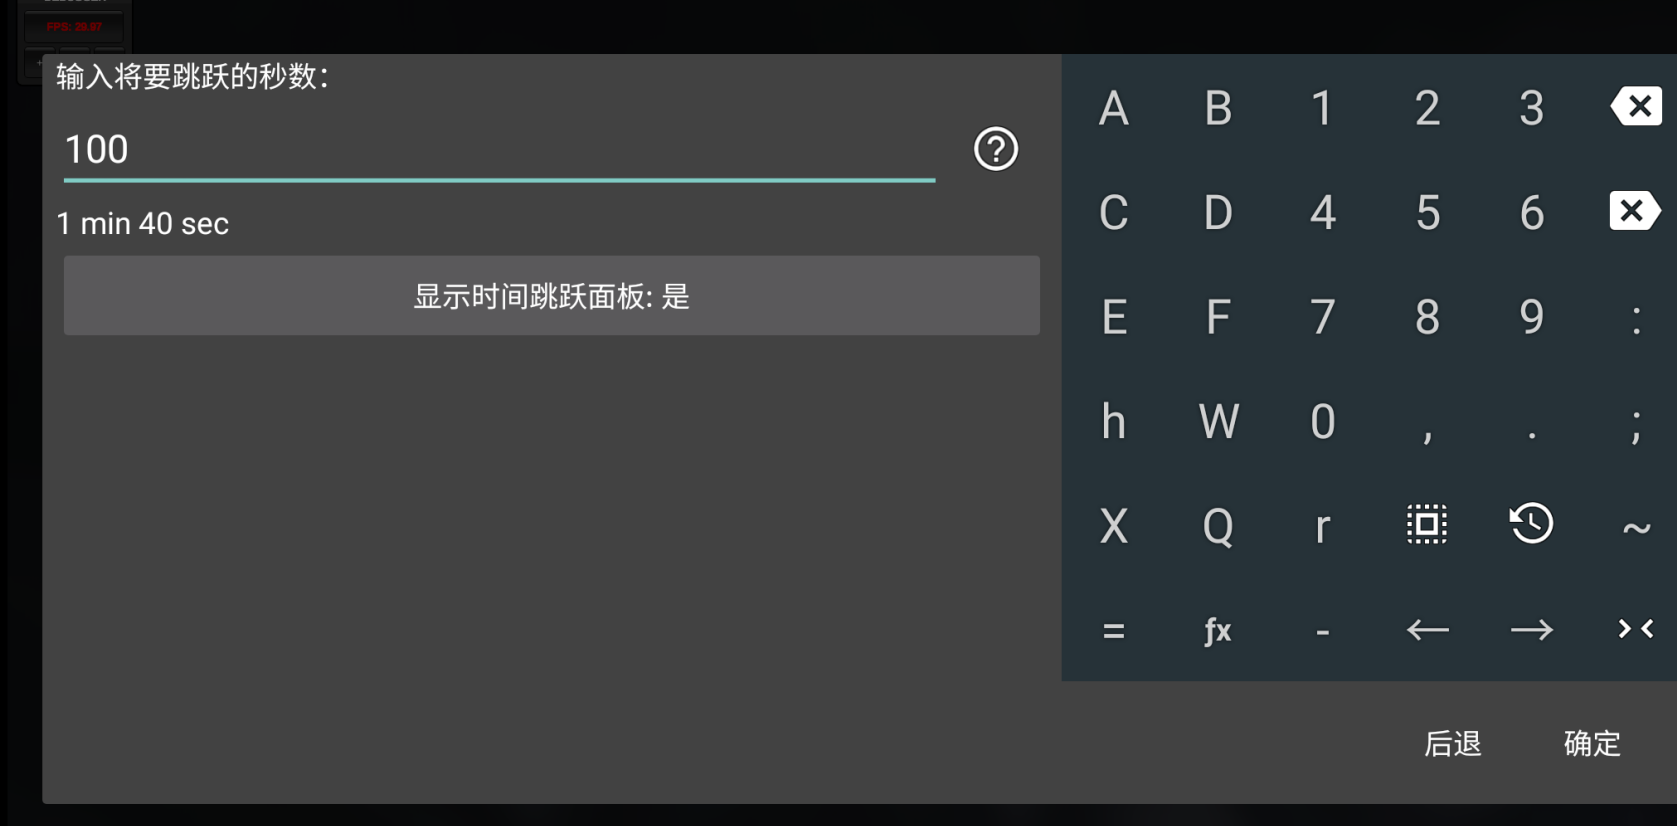 FPS: 29.97
输入将要跳跃的秒数：
100
1 min 40 sec
显示时间跳跃面板: 是
A B 1 2 3
C D 4 5 6
E F 7 8 9 :
h W 0 , . ;
X Q r ~
= ƒx - ← → ><
后退 确定